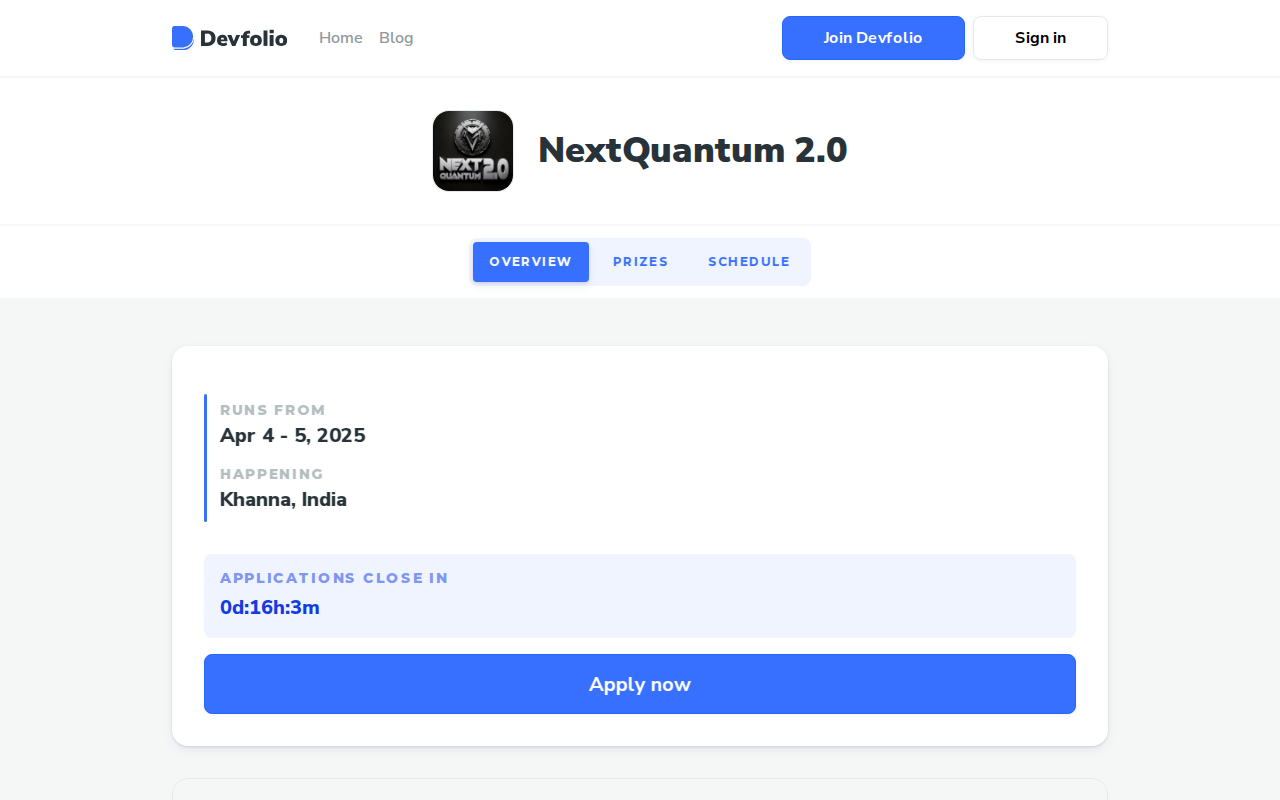 Devfolio Home Blog Join Devfolio Sign in
NEXT 2.0
QUANTUM
NextQuantum 2.0
OVERVIEW PRIZES SCHEDULE
RUNS FROM
Apr 4 - 5, 2025
HAPPENING
Khanna, India
APPLICATIONS CLOSE IN
0d:16h:3m
Apply now